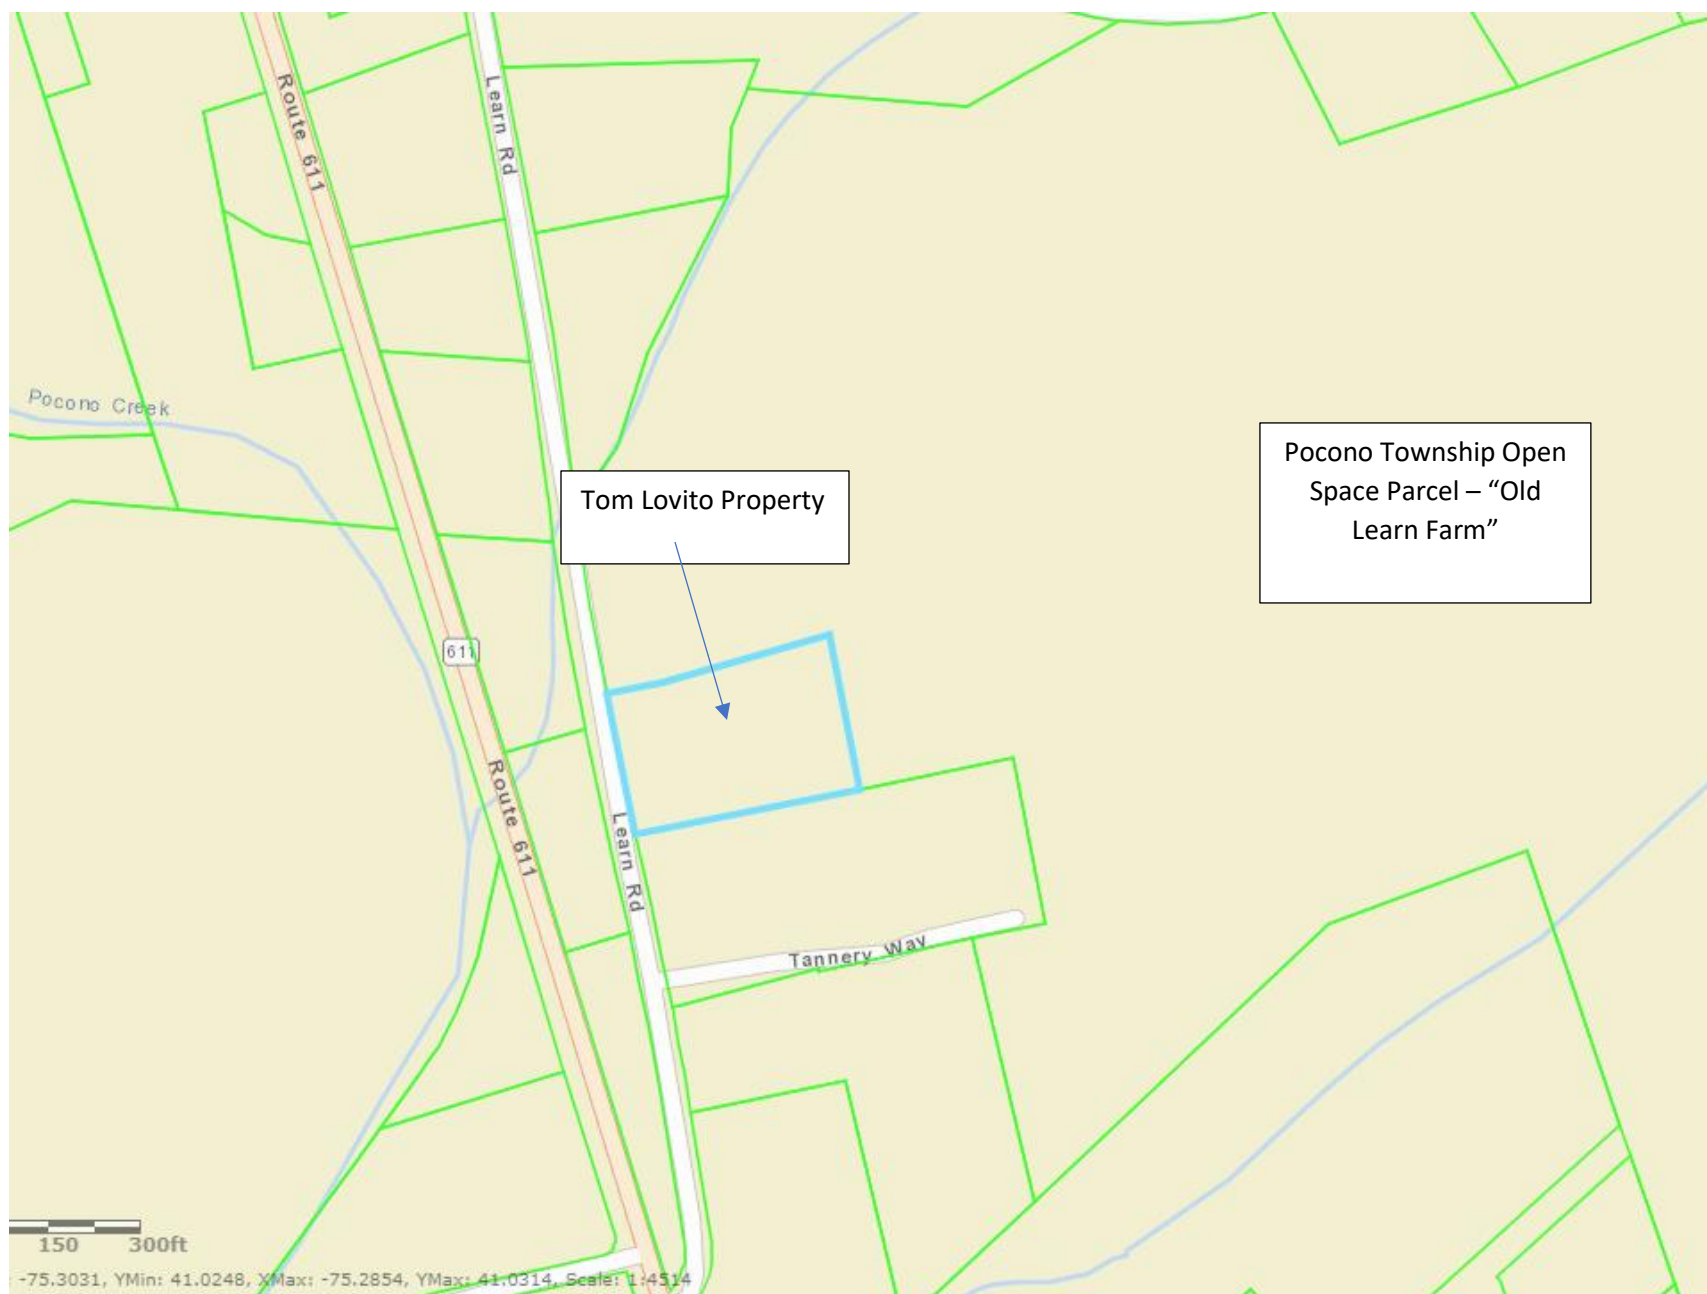 Route 611
Learn Rd
Pocono Creek
Tom Lovito Property
Pocono Township Open
Space Parcel – “Old
Learn Farm”
611
Route 611
Learn Rd
Tannery Way
150 300ft
: -75.3031, YMin: 41.0248, XMax: -75.2854, YMax: 41.0314, Scale: 1:4514